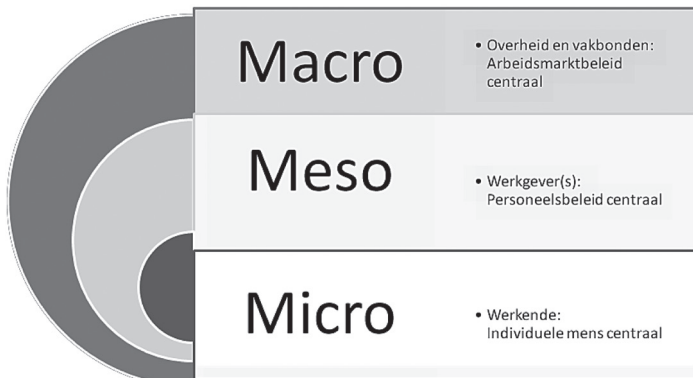 Macro
• Overheid en vakbonden:
Arbeidsmarktbeleid
centraal
Meso
• Werkgever(s):
Personeelsbeleid centraal
Micro
• Werkende:
Individuele mens centraal